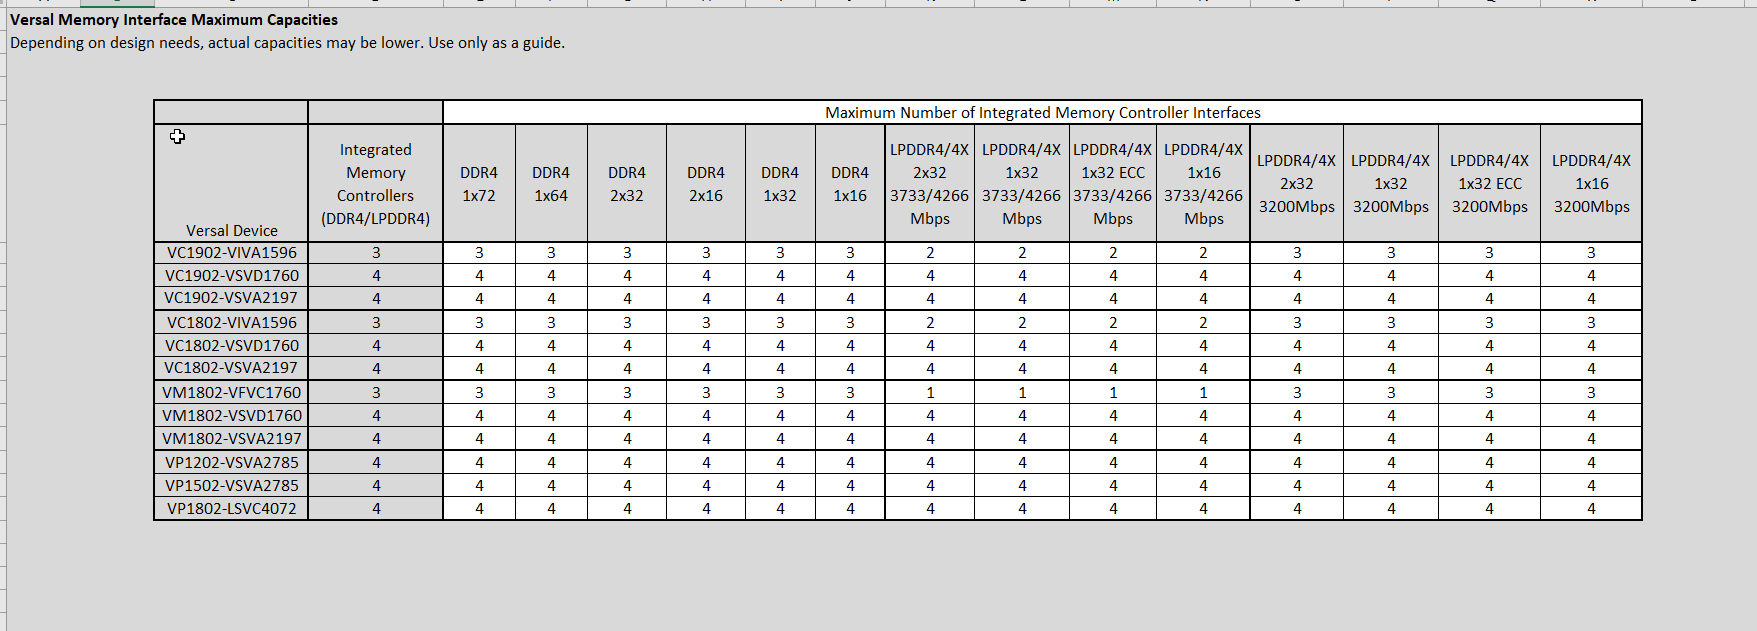 Versal Memory Interface Maximum Capacities
Depending on design needs, actual capacities may be lower. Use only as a guide.
Maximum Number of Integrated Memory Controller Interfaces
Versal Device
Integrated
Memory
Controllers
(DDR4/LPDDR4)
DDR4
1x72
DDR4
1x64
DDR4
2x32
DDR4
2x16
DDR4
1x32
DDR4
1x16
LPDDR4/4X
2x32
3733/4266
Mbps
LPDDR4/4X
1x32
3733/4266
Mbps
LPDDR4/4X
1x32 ECC
3733/4266
Mbps
LPDDR4/4X
1x16
3733/4266
Mbps
LPDDR4/4X
2x32
3200Mbps
LPDDR4/4X
1x32
3200Mbps
LPDDR4/4X
1x32 ECC
3200Mbps
LPDDR4/4X
1x16
3200Mbps
VC1902-VIVA1596 3 3 3 3 3 3 3 2 2 2 2 3 3 3 3
VC1902-VSVD1760 4 4 4 4 4 4 4 4 4 4 4 4 4 4 4
VC1902-VSVA2197 4 4 4 4 4 4 4 4 4 4 4 4 4 4 4
VC1802-VIVA1596 3 3 3 3 3 3 3 2 2 2 2 3 3 3 3
VC1802-VSVD1760 4 4 4 4 4 4 4 4 4 4 4 4 4 4 4
VC1802-VSVA2197 4 4 4 4 4 4 4 4 4 4 4 4 4 4 4
VM1802-VFVC1760 3 3 3 3 3 3 3 1 1 1 1 3 3 3 3
VM1802-VSVD1760 4 4 4 4 4 4 4 4 4 4 4 4 4 4 4
VM1802-VSVA2197 4 4 4 4 4 4 4 4 4 4 4 4 4 4 4
VP1202-VSVA2785 4 4 4 4 4 4 4 4 4 4 4 4 4 4 4
VP1502-VSVA2785 4 4 4 4 4 4 4 4 4 4 4 4 4 4 4
VP1802-LSVC4072 4 4 4 4 4 4 4 4 4 4 4 4 4 4 4